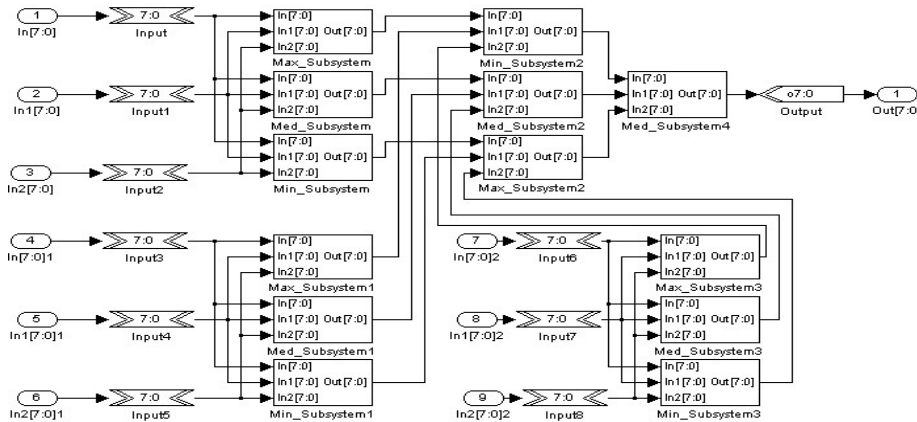 1
In[7:0]
7:0
Input
In[7:0]
In1[7:0] Out[7:0]
In2[7:0]
Max_Subsystem
In[7:0]
In1[7:0] Out[7:0]
In2[7:0]
Min_Subsystem2
2
In1[7:0]
7:0
Input1
In[7:0]
In1[7:0] Out[7:0]
In2[7:0]
Med_Subsystem
In[7:0]
In1[7:0] Out[7:0]
In2[7:0]
Med_Subsystem2
In[7:0]
In1[7:0] Out[7:0]
In2[7:0]
Med_Subsystem4
o7:0
Output
1
Out[7:0
3
In2[7:0]
7:0
Input2
In[7:0]
In1[7:0] Out[7:0]
In2[7:0]
Min_Subsystem
In[7:0]
In1[7:0] Out[7:0]
In2[7:0]
Max_Subsystem2
4
In[7:0]1
7:0
Input3
In[7:0]
In1[7:0] Out[7:0]
In2[7:0]
Max_Subsystem1
7
In[7:0]2
7:0
Input6
In[7:0]
In1[7:0] Out[7:0]
In2[7:0]
Max_Subsystem3
5
In1[7:0]1
7:0
Input4
In[7:0]
In1[7:0] Out[7:0]
In2[7:0]
Med_Subsystem1
8
In1[7:0]2
7:0
Input7
In[7:0]
In1[7:0] Out[7:0]
In2[7:0]
Med_Subsystem3
6
In2[7:0]1
7:0
Input5
In[7:0]
In1[7:0] Out[7:0]
In2[7:0]
Min_Subsystem1
9
In2[7:0]2
7:0
Input8
In[7:0]
In1[7:0] Out[7:0]
In2[7:0]
Min_Subsystem3